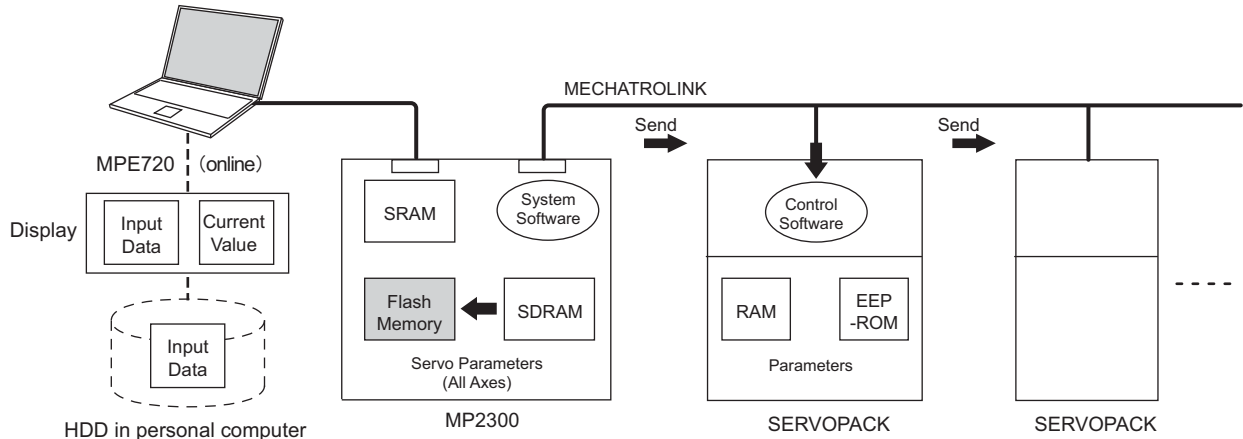 MECHATROLINK
Send
Send
MPE720 (online)
Display
Input
Data
Current
Value
Input
Data
HDD in personal computer
SRAM
System
Software
Flash
Memory
SDRAM
Servo Parameters
(All Axes)
MP2300
Control
Software
RAM
EEP
-ROM
Parameters
SERVOPACK
SERVOPACK